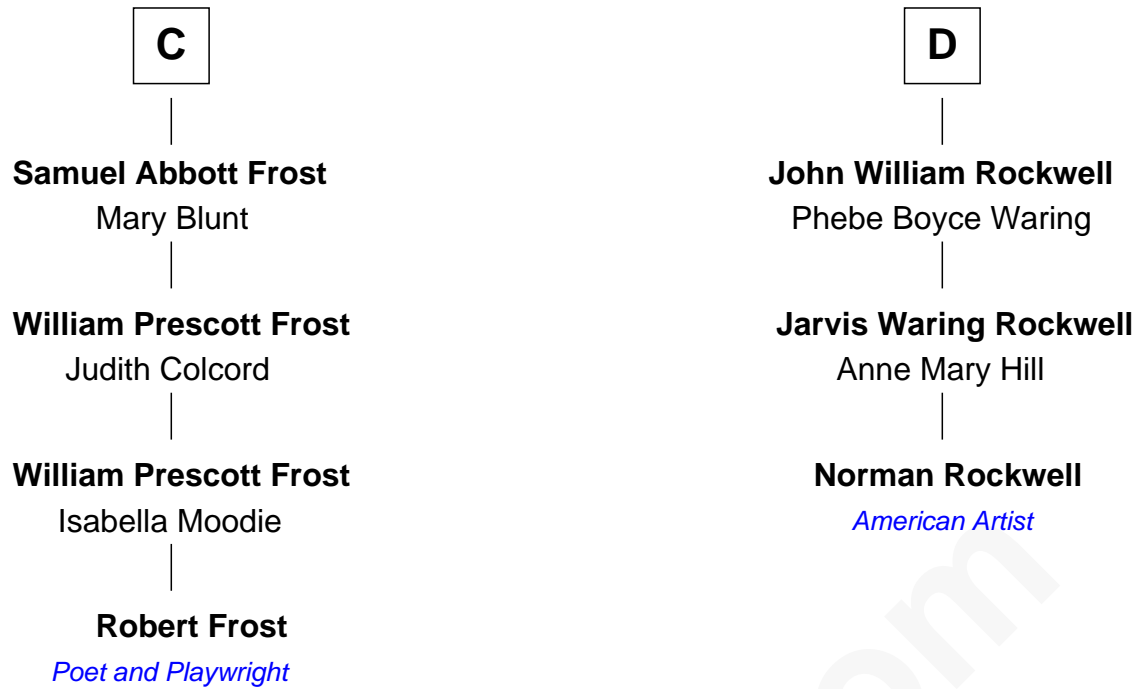 C
Samuel Abbott Frost
Mary Blunt
William Prescott Frost
Judith Colcord
William Prescott Frost
Isabella Moodie
Robert Frost
Poet and Playwright
D
John William Rockwell
Phebe Boyce Waring
Jarvis Waring Rockwell
Anne Mary Hill
Norman Rockwell
American Artist
om